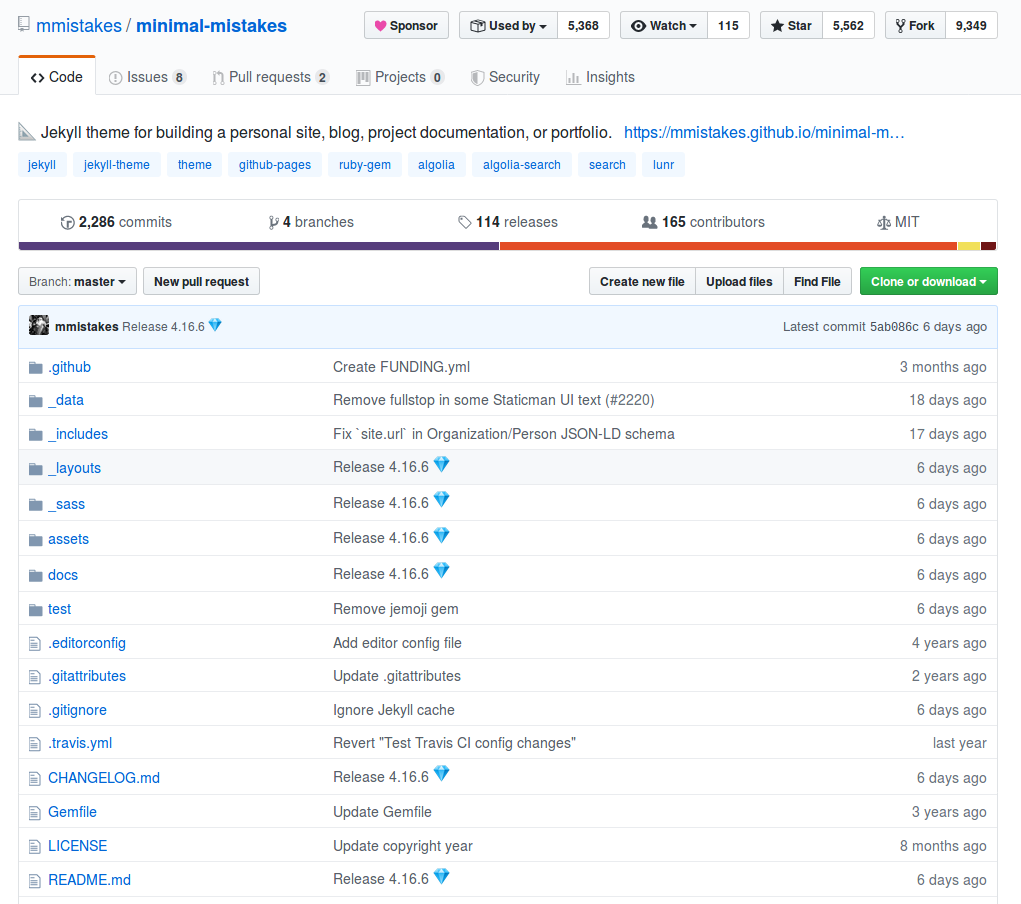 mmistakes / minimal-mistakes Sponsor Used by 5,368 Watch 115 Star 5,562 Fork 9,349
Code Issues 8 Pull requests 2 Projects 0 Security Insights
Jekyll theme for building a personal site, blog, project documentation, or portfolio. https://mmistakes.github.io/minimal-m…
jekyll jekyll-theme theme github-pages ruby-gem algolia algolia-search search lunr
2,286 commits 4 branches 114 releases 165 contributors MIT
Branch: master New pull request Create new file Upload files Find File Clone or download
mmistakes Release 4.16.6 Latest commit 5ab086c 6 days ago
.github Create FUNDING.yml 3 months ago
_data Remove fullstop in some Staticman UI text (#2220) 18 days ago
_includes Fix `site.url` in Organization/Person JSON-LD schema 17 days ago
_layouts Release 4.16.6 6 days ago
_sass Release 4.16.6 6 days ago
assets Release 4.16.6 6 days ago
docs Release 4.16.6 6 days ago
test Remove jemoji gem 6 days ago
.editorconfig Add editor config file 4 years ago
.gitattributes Update .gitattributes 2 years ago
.gitignore Ignore Jekyll cache 6 days ago
.travis.yml Revert "Test Travis CI config changes" last year
CHANGELOG.md Release 4.16.6 6 days ago
Gemfile Update Gemfile 3 years ago
LICENSE Update copyright year 8 months ago
README.md Release 4.16.6 6 days ago